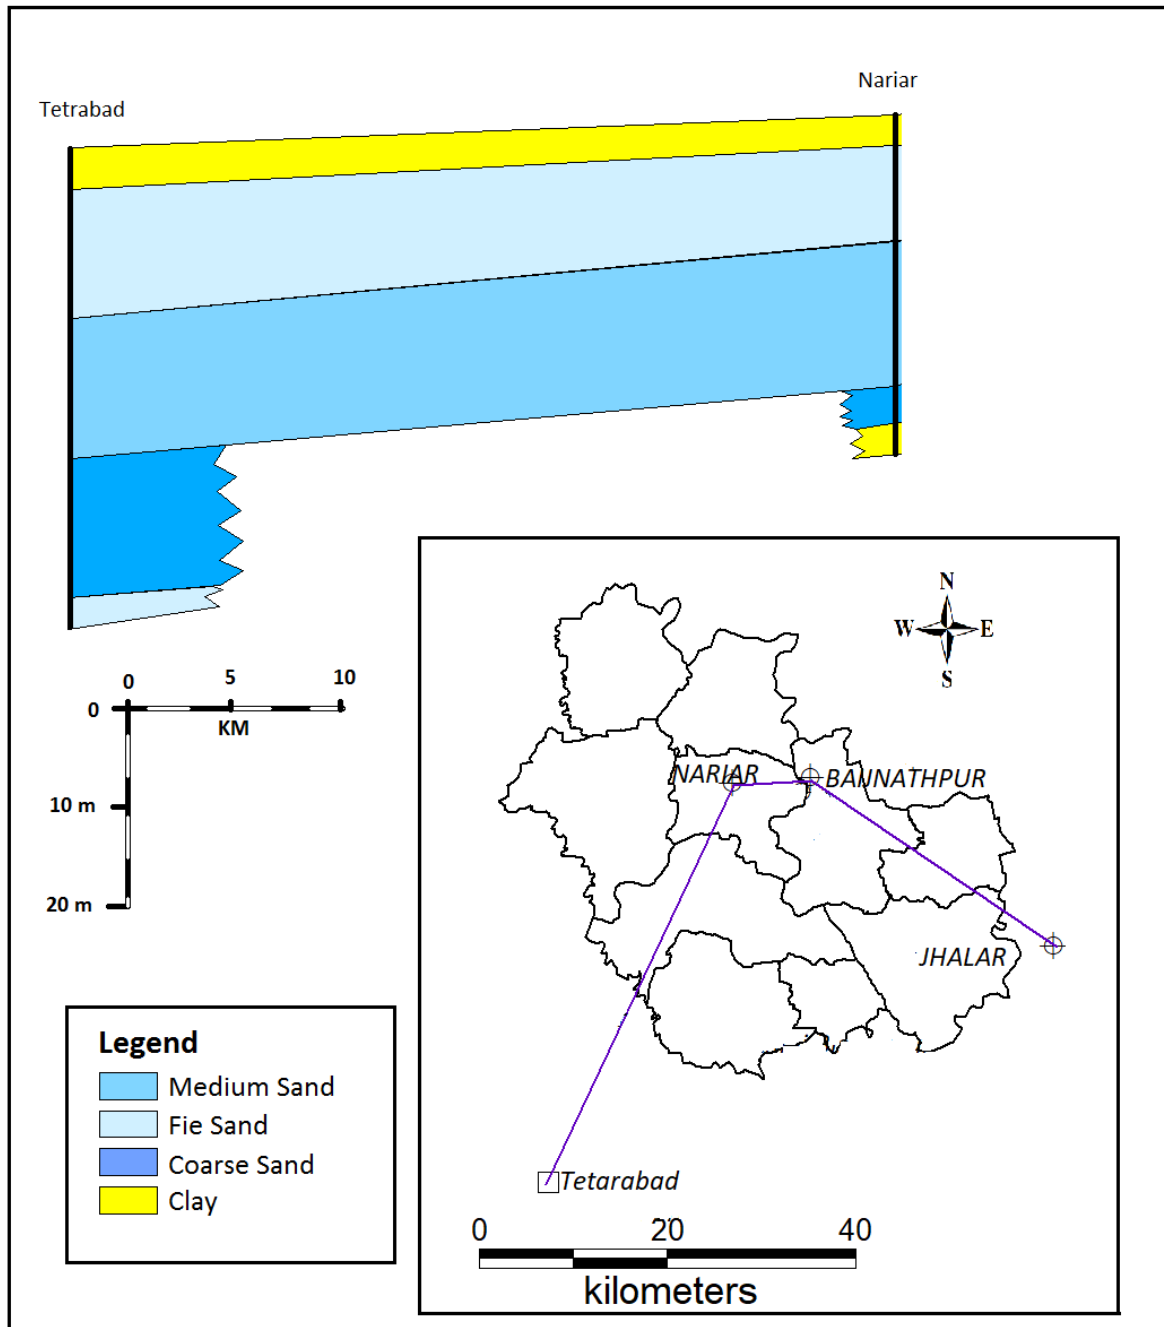 Nariar
Tetrabad
0 5 10
KM
0
10 m
20 m
N
W E
S
NARIAR
BAIJNATHPUR
JHALAR
Tetarabad
0 20 40
kilometers
Legend
Medium Sand
Fie Sand
Coarse Sand
Clay